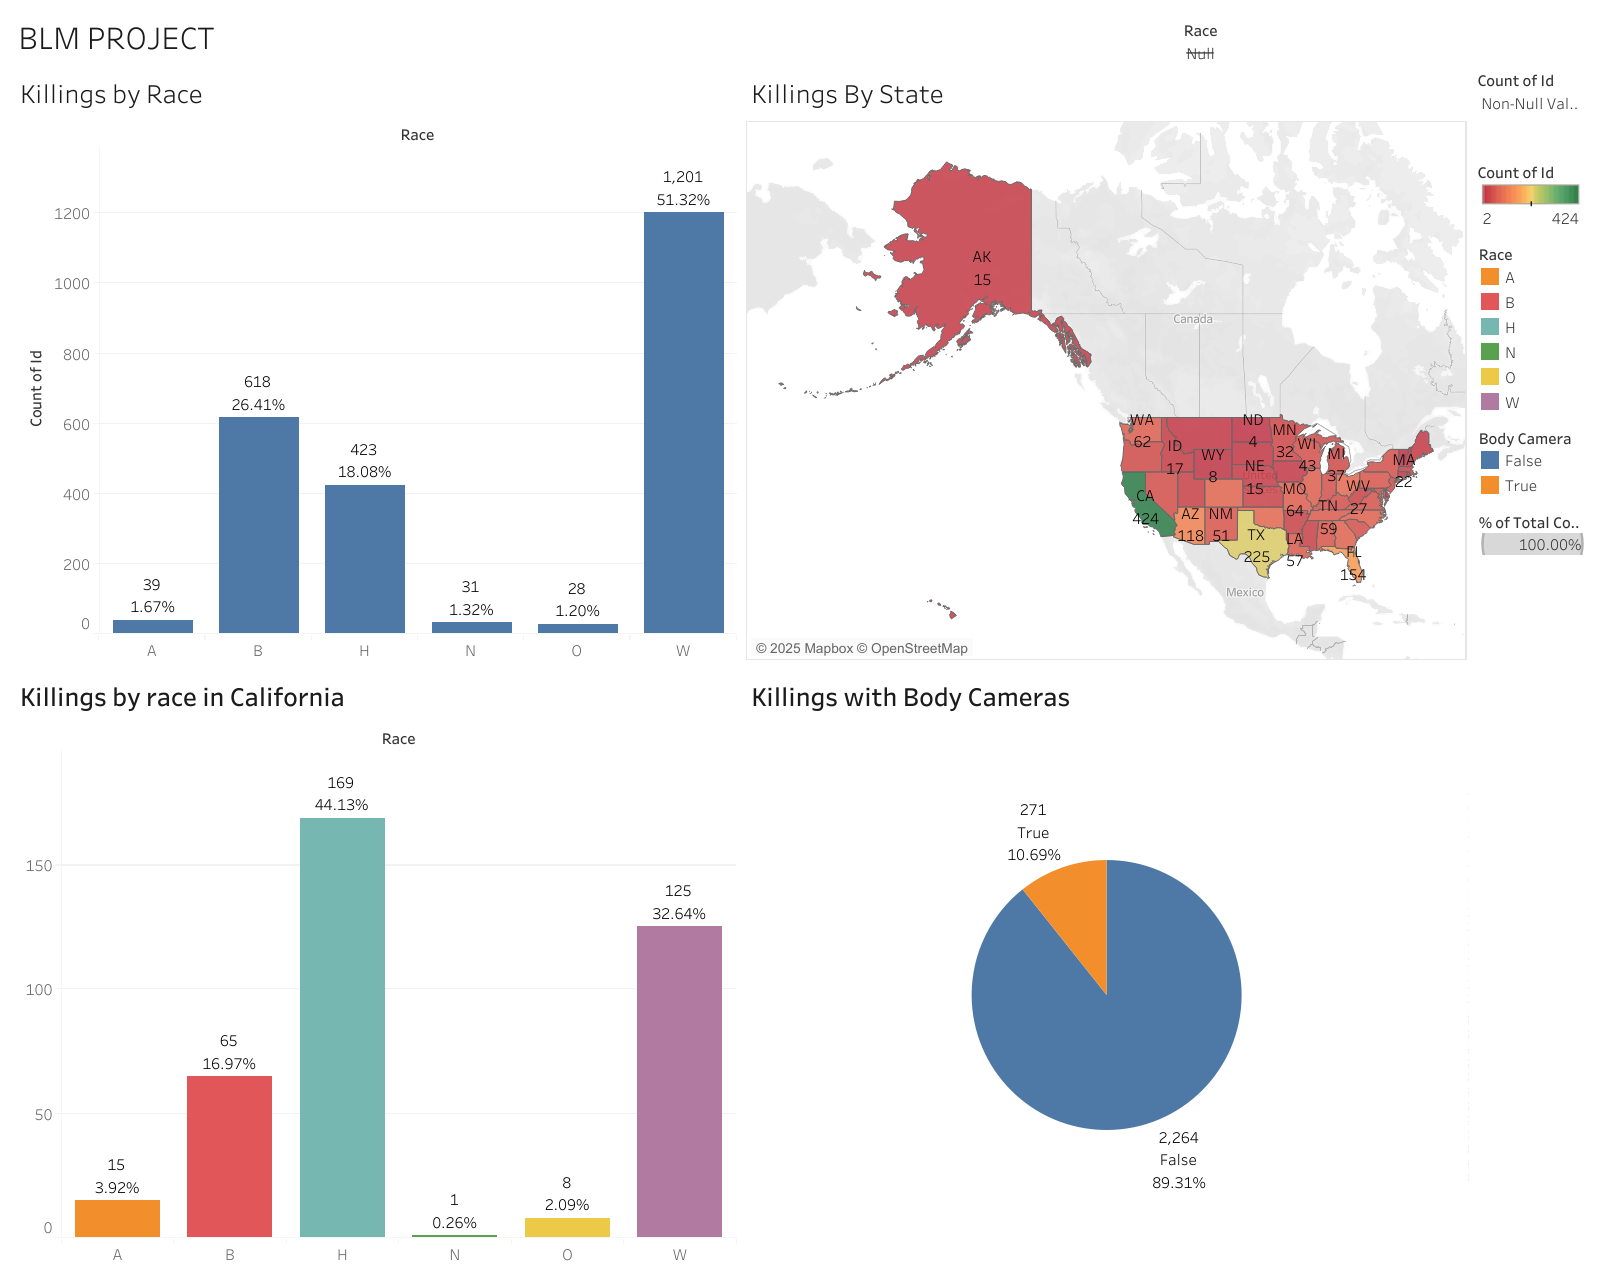 BLM PROJECT
Race
Null
Killings by Race
Race
Count of Id
1200
1000
800
600
400
200
0
39
1.67%
618
26.41%
423
18.08%
31
1.32%
28
1.20%
1,201
51.32%
A
B
H
N
O
W
Killings By State
AK
15
Canada
WA
62
ID
17
WY
8
ND
4
NE
15
MN
32
WI
43
MI
37
MA
22
CA
424
AZ
118
NM
51
TX
225
MO
64
LA
57
TN
59
WV
27
FL
154
Mexico
© 2025 Mapbox © OpenStreetMap
Count of Id
Non-Null Val..
Count of Id
2
424
Race
A
B
H
N
O
W
Body Camera
False
True
% of Total Co..
100.00%
Killings by race in California
Race
150
100
50
0
15
3.92%
65
16.97%
169
44.13%
1
0.26%
8
2.09%
125
32.64%
A
B
H
N
O
W
Killings with Body Cameras
271
True
10.69%
2,264
False
89.31%